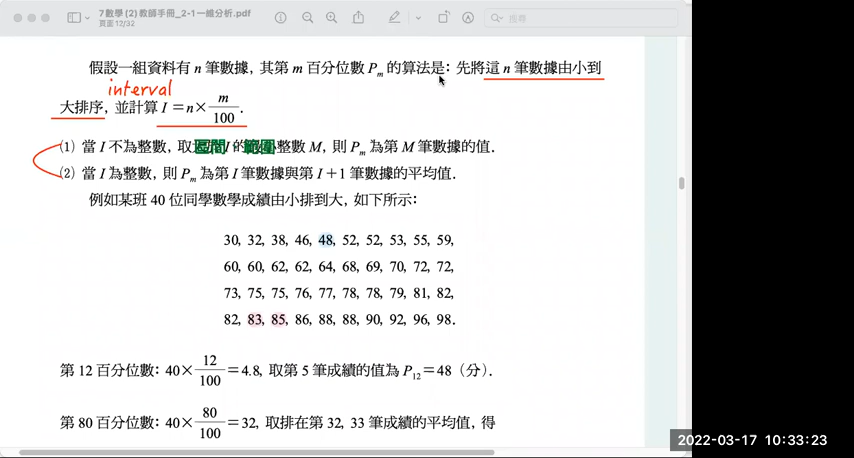 7數學(2)教師手冊_2-1一維分析.pdf
頁面 12/32
搜尋
假設一組資料有 n 筆數據, 其第 m 百分位數 Pm 的算法是: 先將這 n 筆數據由小到
interval
大排序, 並計算 I=n×m/100.
(1) 當 I 不為整數, 取 I 的 整數 M, 則 Pm 為第 M 筆數據的值.
區間 範圍
(2) 當 I 為整數, 則 Pm 為第 I 筆數據與第 I+1 筆數據的平均值.
例如某班 40 位同學數學成績由小排到大, 如下所示:
30, 32, 38, 46, 48, 52, 52, 53, 55, 59,
60, 60, 62, 62, 64, 68, 69, 70, 72, 72,
73, 75, 75, 76, 77, 78, 78, 79, 81, 82,
82, 83, 85, 86, 88, 88, 90, 92, 96, 98.
第 12 百分位數: 40×12/100=4.8, 取第 5 筆成績的值為 P12=48 (分).
第 80 百分位數: 40×80/100=32, 取排在第 32, 33 筆成績的平均值, 得
2022-03-17 10:33:23